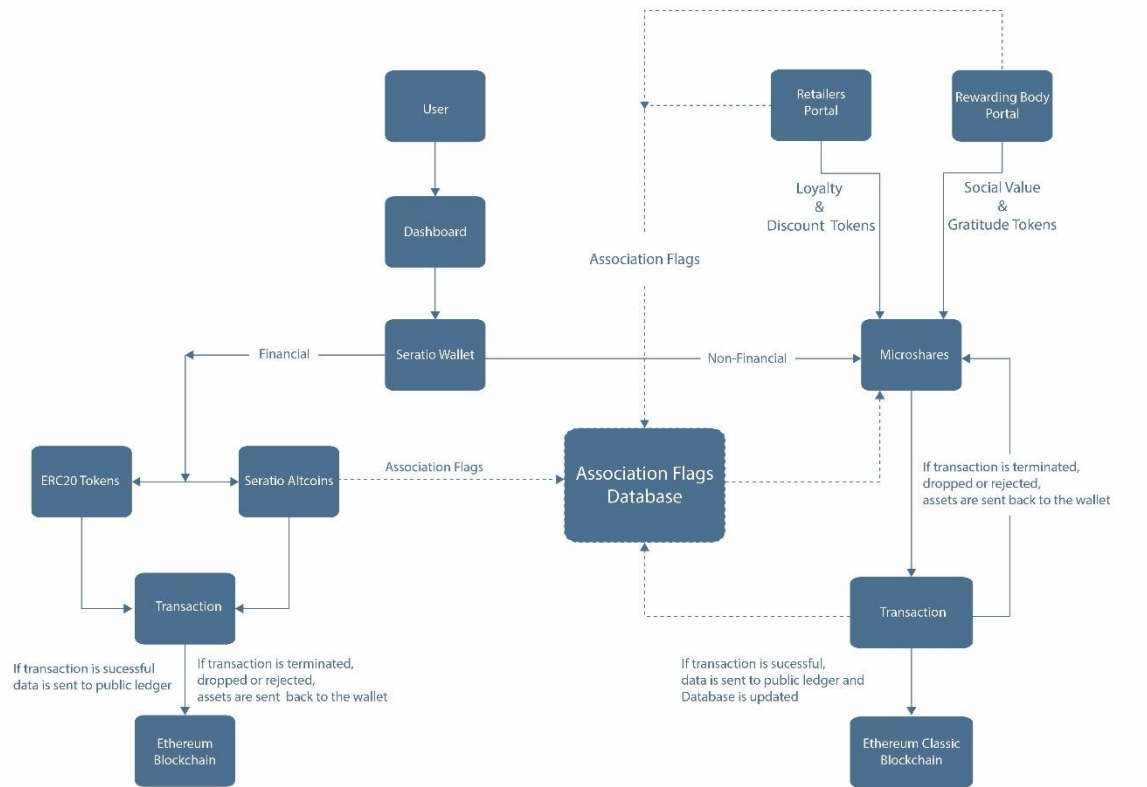 User
Retailers
Portal
Rewarding Body
Portal
Loyalty
&
Discount Tokens
Social Value
&
Gratitude Tokens
Dashboard
Association Flags
Financial
Seratio Wallet
Non-Financial
Microshares
ERC20 Tokens
Seratio Altcoins
Association Flags
Association Flags
Database
If transaction is terminated,
dropped or rejected,
assets are sent back to the wallet
Transaction
Transaction
If transaction is sucessful
data is sent to public ledger
If transaction is terminated,
dropped or rejected,
assets are sent back to the wallet
If transaction is sucessful,
data is sent to public ledger and
Database is updated
Ethereum
Blockchain
Ethereum Classic
Blockchain